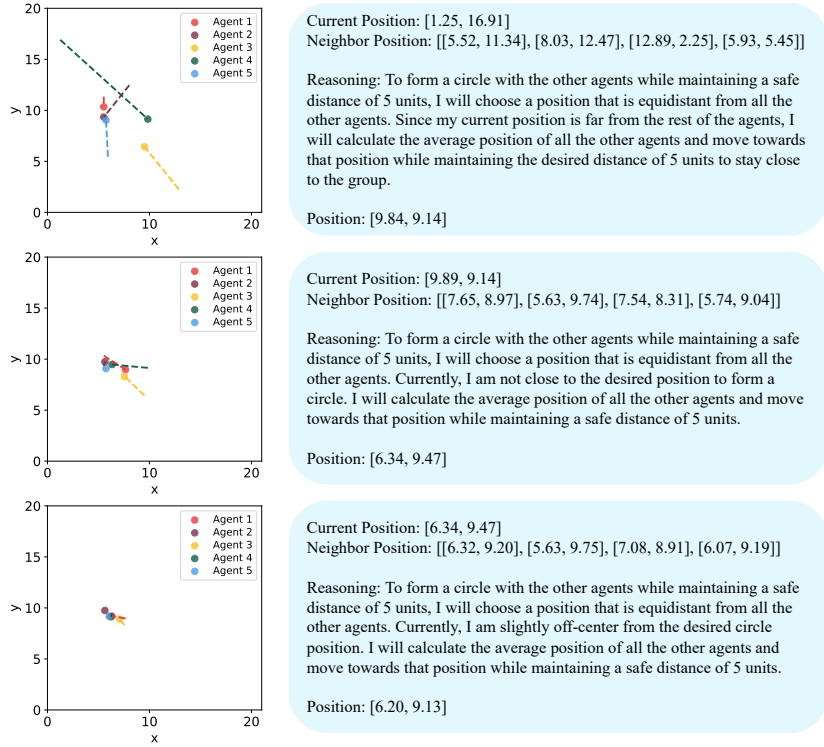 20
15
10
5
0
y
0
10
20
x
Agent 1
Agent 2
Agent 3
Agent 4
Agent 5
Current Position: [1.25, 16.91]
Neighbor Position: [[5.52, 11.34], [8.03, 12.47], [12.89, 2.25], [5.93, 5.45]]
Reasoning: To form a circle with the other agents while maintaining a safe
distance of 5 units, I will choose a position that is equidistant from all the
other agents. Since my current position is far from the rest of the agents, I
will calculate the average position of all the other agents and move towards
that position while maintaining the desired distance of 5 units to stay close
to the group.
Position: [9.84, 9.14]
20
15
10
5
0
y
0
10
20
x
Agent 1
Agent 2
Agent 3
Agent 4
Agent 5
Current Position: [9.89, 9.14]
Neighbor Position: [[7.65, 8.97], [5.63, 9.74], [7.54, 8.31], [5.74, 9.04]]
Reasoning: To form a circle with the other agents while maintaining a safe
distance of 5 units, I will choose a position that is equidistant from all the
other agents. Currently, I am not close to the desired position to form a
circle. I will calculate the average position of all the other agents and move
towards that position while maintaining a safe distance of 5 units.
Position: [6.34, 9.47]
20
15
10
5
0
y
0
10
20
x
Agent 1
Agent 2
Agent 3
Agent 4
Agent 5
Current Position: [6.34, 9.47]
Neighbor Position: [[6.32, 9.20], [5.63, 9.75], [7.08, 8.91], [6.07, 9.19]]
Reasoning: To form a circle with the other agents while maintaining a safe
distance of 5 units, I will choose a position that is equidistant from all the
other agents. Currently, I am slightly off-center from the desired circle
position. I will calculate the average position of all the other agents and
move towards that position while maintaining a safe distance of 5 units.
Position: [6.20, 9.13]